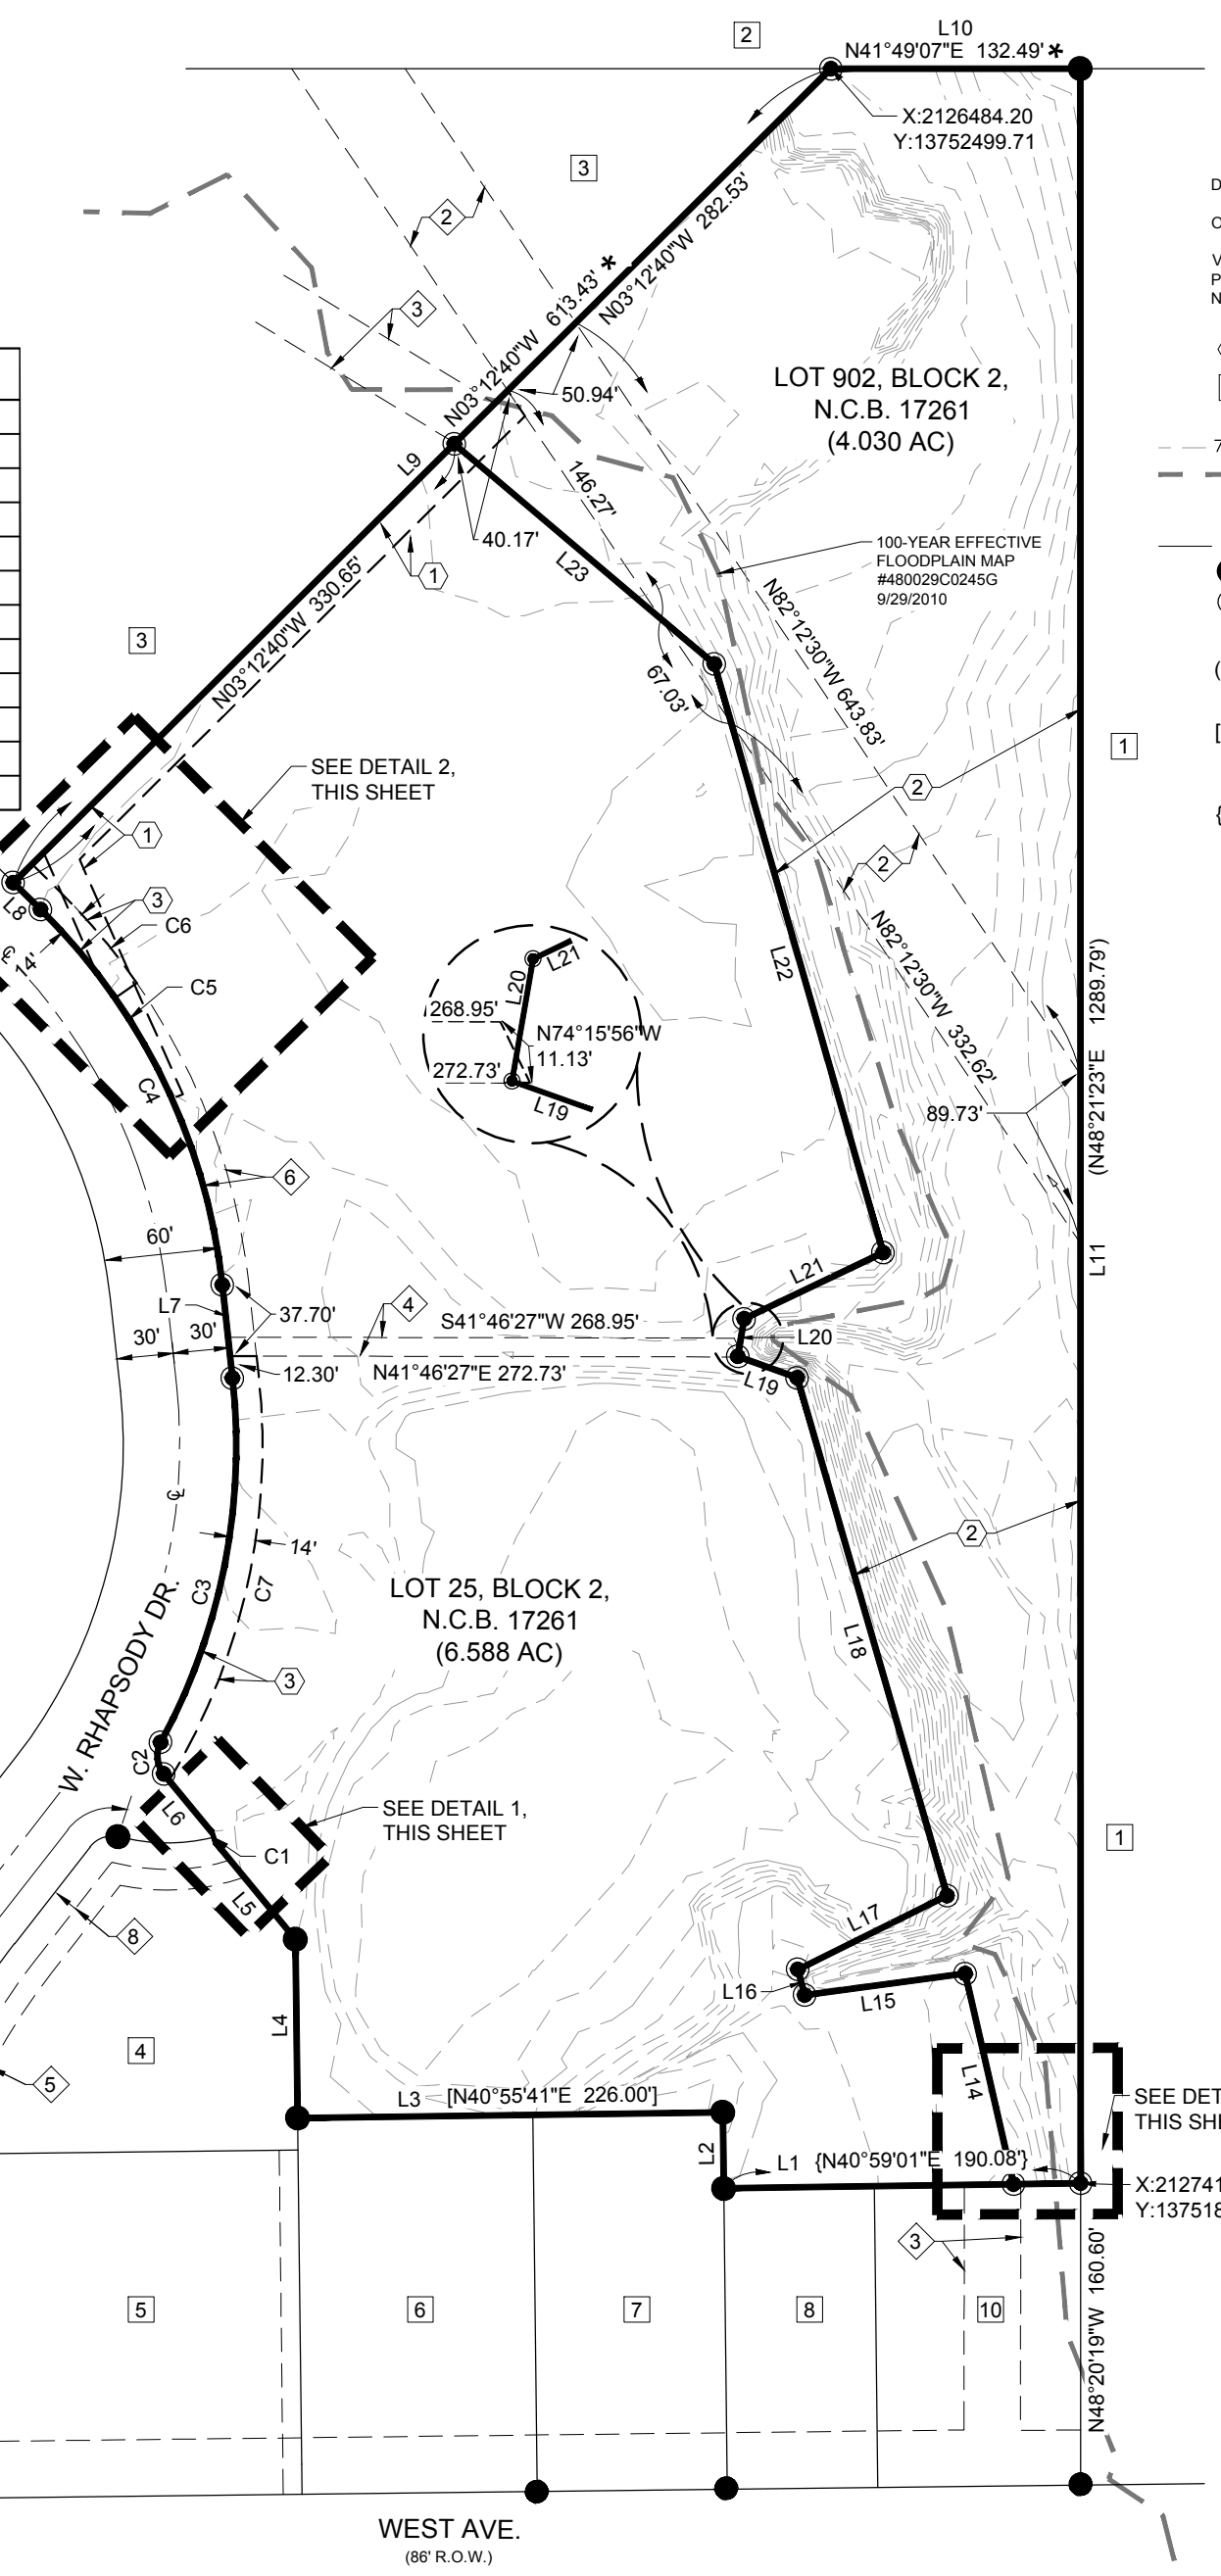 L10
2
N41°49'07"E 132.49' *
X:2126484.20
Y:13752499.71
3
2
N03°12'40"W 282.53'
N03°12'40"W 613.43' *
3
LOT 902, BLOCK 2,
N.C.B. 17261
(4.030 AC)
50.94'
L9
146.27'
40.17'
L23
100-YEAR EFFECTIVE
FLOODPLAIN MAP
#480029C0245G
9/29/2010
1
N03°12'40"W 330.65'
N82°12'30"W 643.83'
3
67.03'
1
SEE DETAIL 2,
THIS SHEET
2
1
2
L8
3
C6
14'
C5
N82°12'30"W 332.62'
L22
L21
L20
268.95'
N74°15'56"W
11.13'
272.73'
L19
C4
89.73'
L11 (N48°21'23"E 1289.79')
6
60'
L7
37.70'
4
30'
30'
S41°46'27"W 268.95'
L21
L20
12.30'
N41°46'27"E 272.73'
L19
14'
2
C3
C7
LOT 25, BLOCK 2,
N.C.B. 17261
(6.588 AC)
L18
W. RHAPSODY DR.
3
C2
L6
SEE DETAIL 1,
THIS SHEET
C1
1
L5
L17
8
L16
L15
L4
4
5
L14
L3 [N40°55'41"E 226.00']
SEE DET
THIS SHE
L2
L1 {N40°59'01"E 190.08'}
X:212741
Y:137518
3
N48°20'19"W 160.60'
5
6
7
8
10
WEST AVE.
(86' R.O.W.)